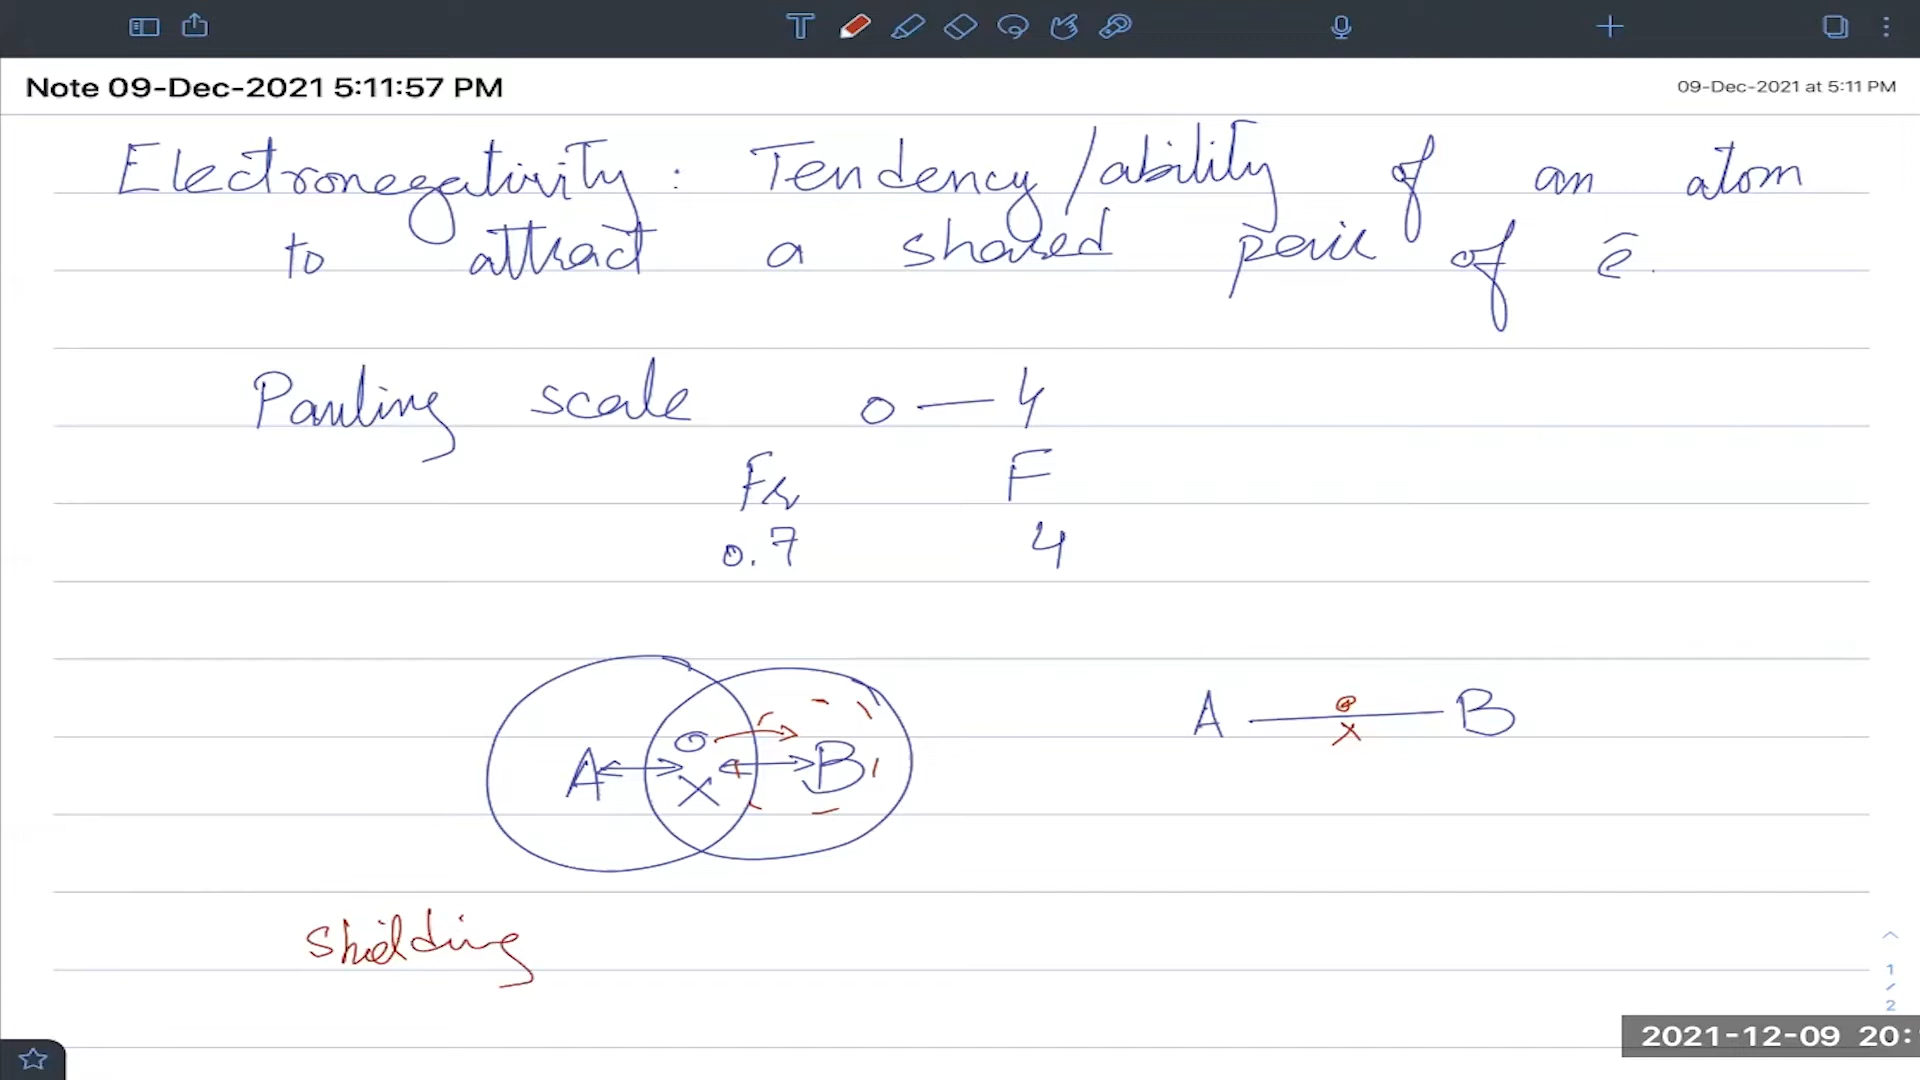 Note 09-Dec-2021 5:11:57 PM
09-Dec-2021 at 5:11 PM
Electronegativity : Tendency/ability of an atom
to attract a shared pair of ē.
Pauling scale 0 — 4
Fr F
0.7 4
A O X B
A — B
O X
Shielding
1
/
2
2021-12-09 20: